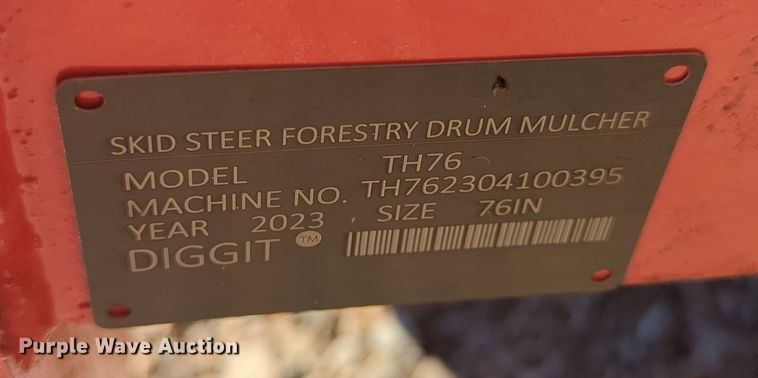 SKID STEER FORESTRY DRUM MULCHER
MODEL TH76
MACHINE NO. TH762304100395
YEAR 2023 SIZE 76IN
DIGGIT TM
Purple Wave Auction